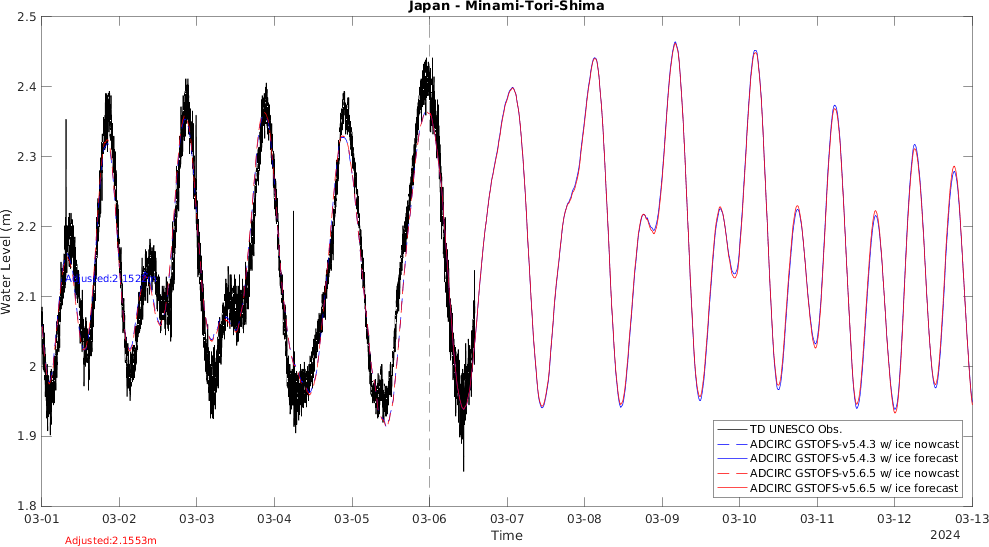 Japan - Minami-Tori-Shima
2.5
2.4
2.3
2.2
2.1
2
1.9
1.8
Water Level (m)
Adjusted:2.152
TD UNESCO Obs.
ADCIRC GSTOFS-v5.4.3 w/ ice nowcast
ADCIRC GSTOFS-v5.4.3 w/ ice forecast
ADCIRC GSTOFS-v5.6.5 w/ ice nowcast
ADCIRC GSTOFS-v5.6.5 w/ ice forecast
03-01 03-02 03-03 03-04 03-05 03-06 03-07 03-08 03-09 03-10 03-11 03-12 03-13
Time
2024
Adjusted:2.1553m